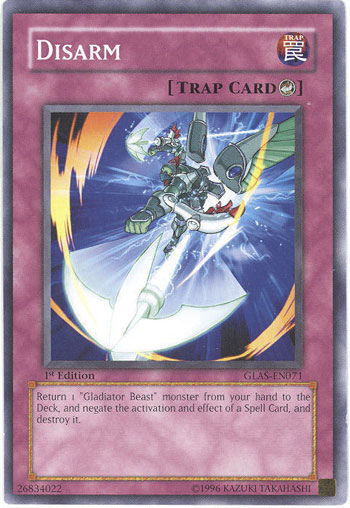 DISARM
TRAP
罠
[TRAP CARD]
1st Edition
GLAS-EN071
Return 1 "Gladiator Beast" monster from your hand to the
Deck, and negate the activation and effect of a Spell Card, and
destroy it.
26834022
©1996 KAZUKI TAKAHASHI